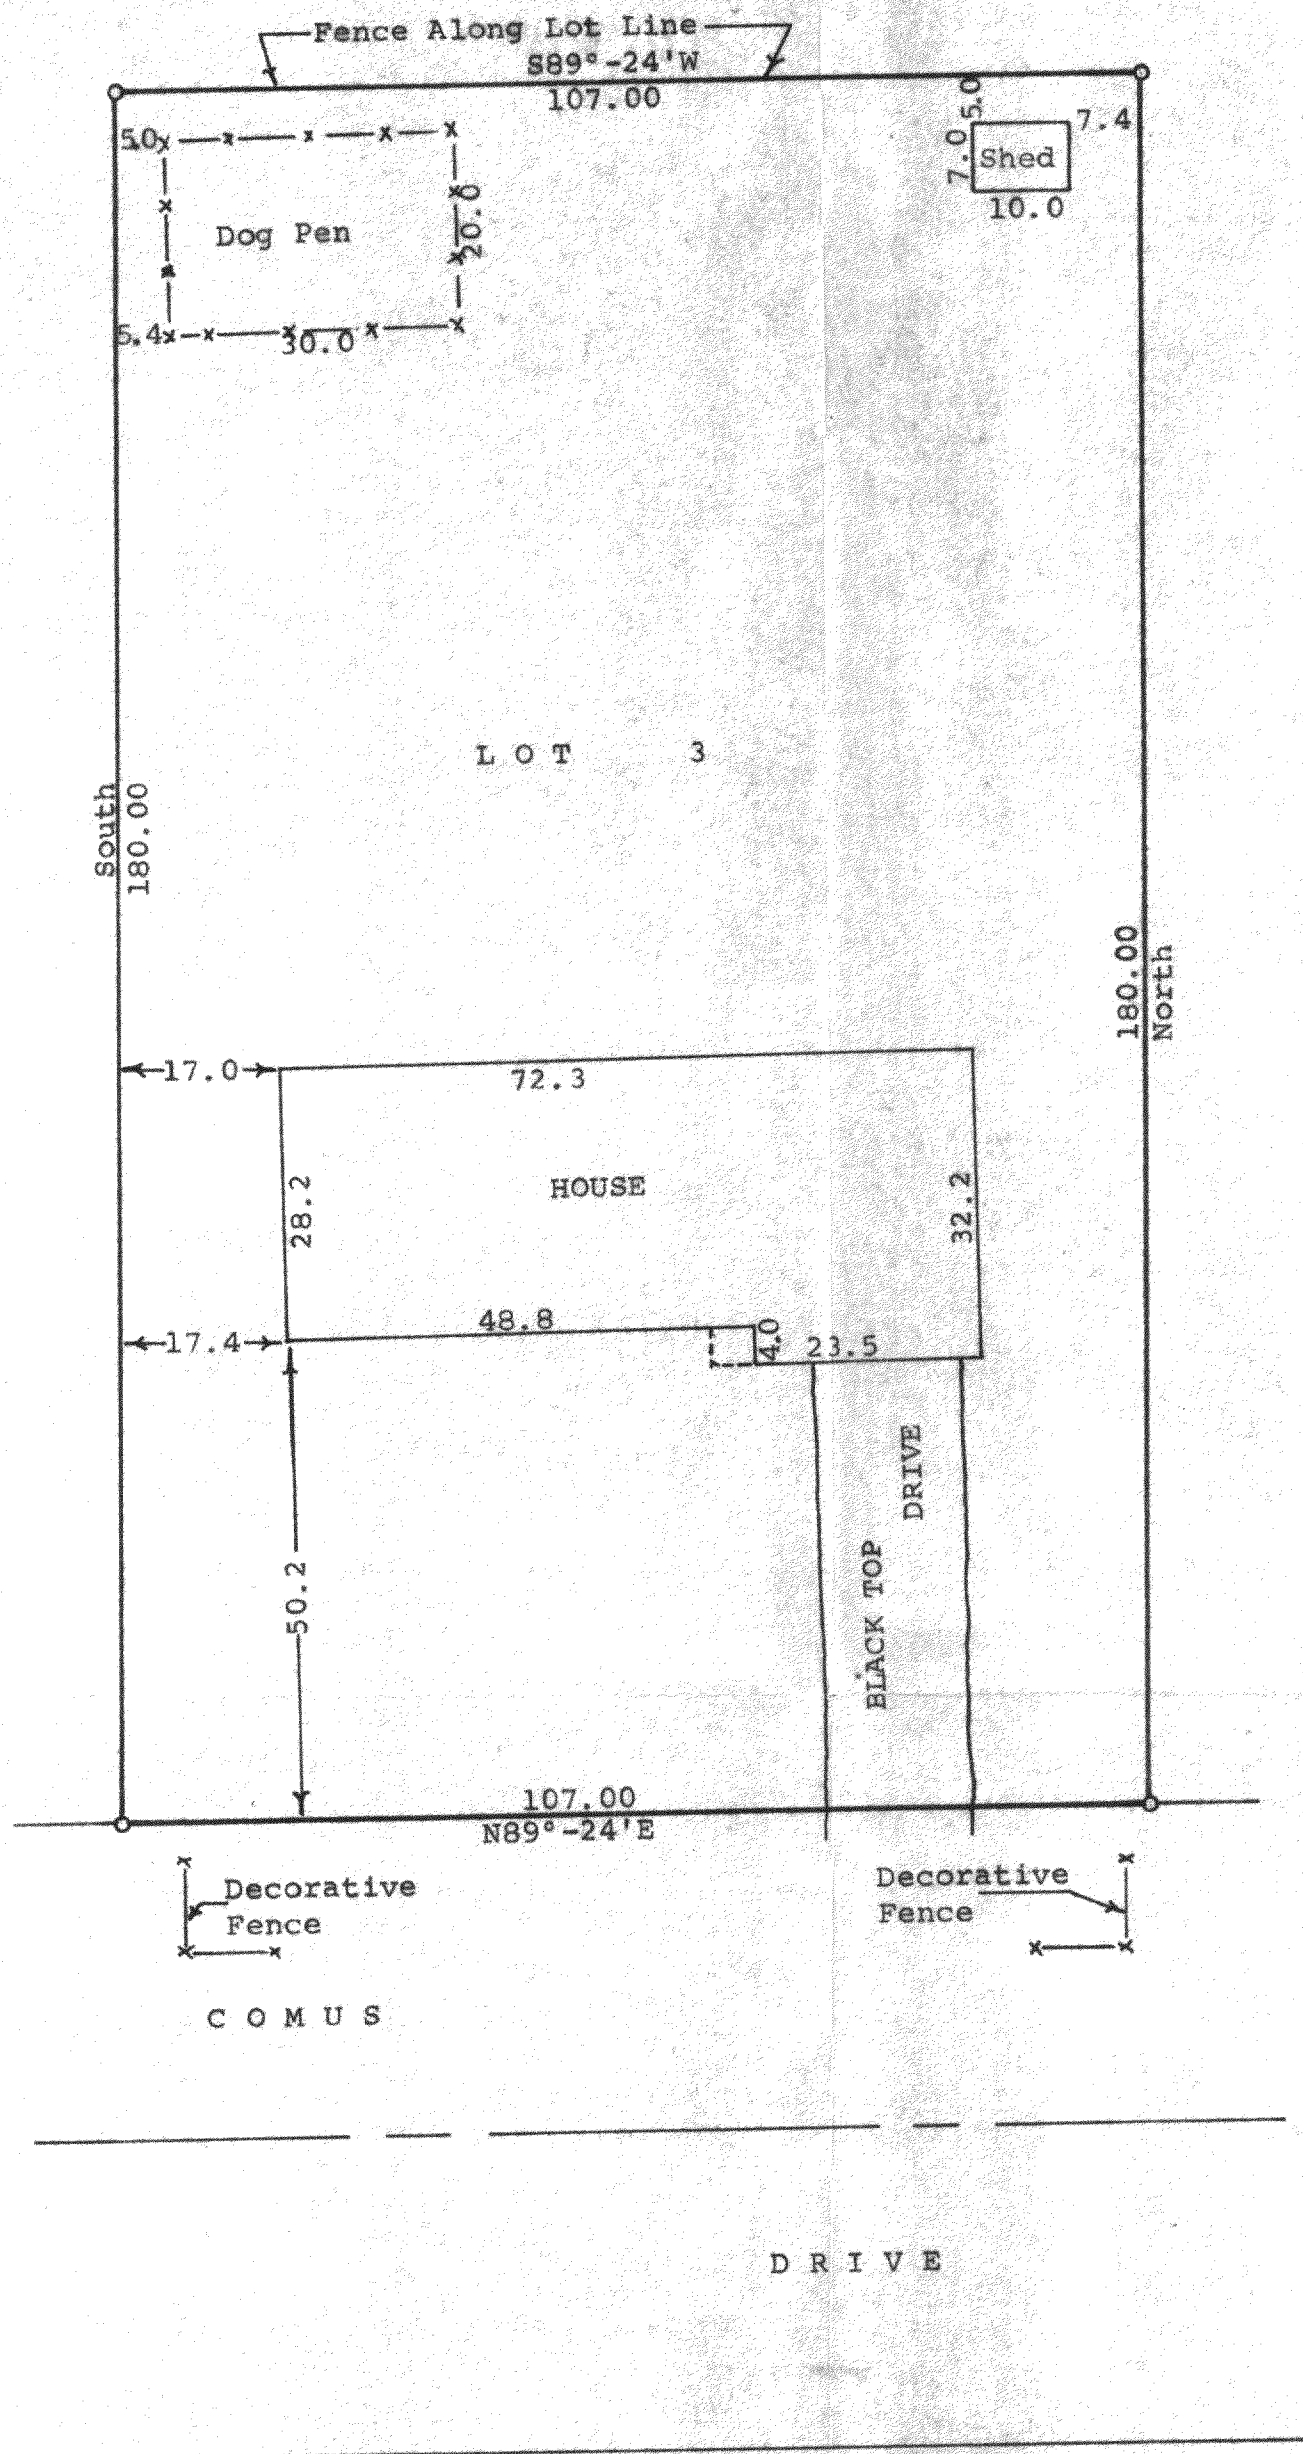 Fence Along Lot Line
S89°-24'W
107.00
5.0
5.0
7.4
7.0
Shed
10.0
Dog Pen
20.0
5.4
30.0
LOT 3
South
180.00
180.00
North
17.0
72.3
28.2
HOUSE
32.2
48.8
4.0
23.5
17.4
DRIVE
BLACK TOP
50.2
107.00
N89°-24'E
Decorative
Fence
Decorative
Fence
COMUS
DRIVE